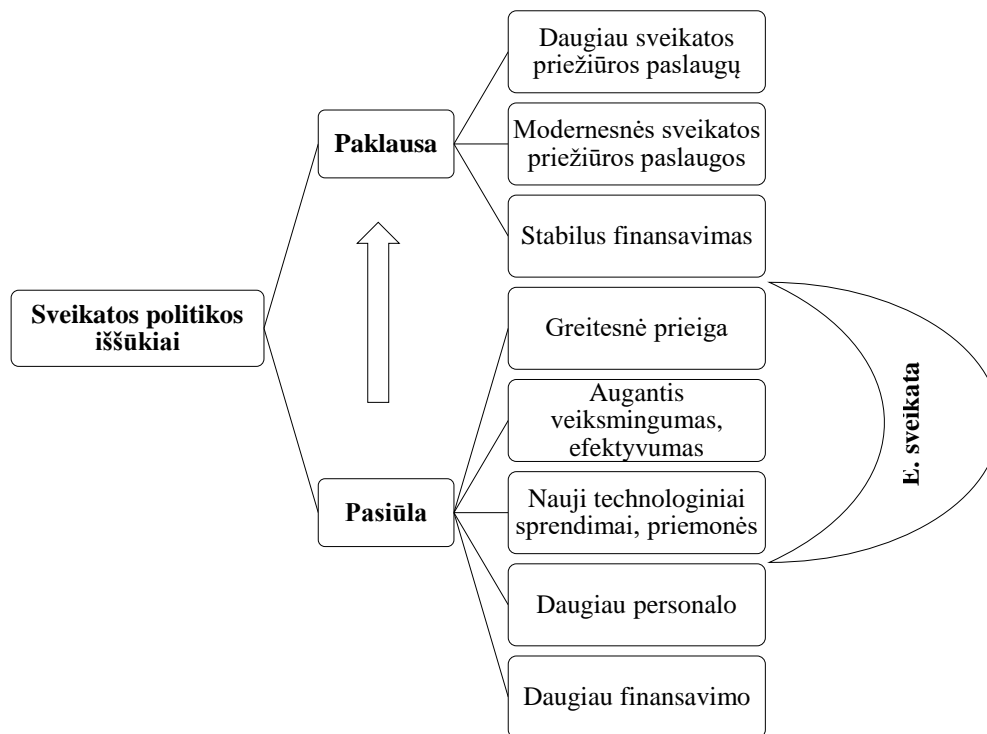 Sveikatos politikos
iššūkiai
Paklausa
Daugiau sveikatos
priežiūros paslaugų
Modernesnės sveikatos
priežiūros paslaugos
Stabilus finansavimas
Pasiūla
Greitesnė prieiga
Augantis
veiksmingumas,
efektyvumas
Nauji technologiniai
sprendimai, priemonės
Daugiau personalo
Daugiau finansavimo
E. sveikata